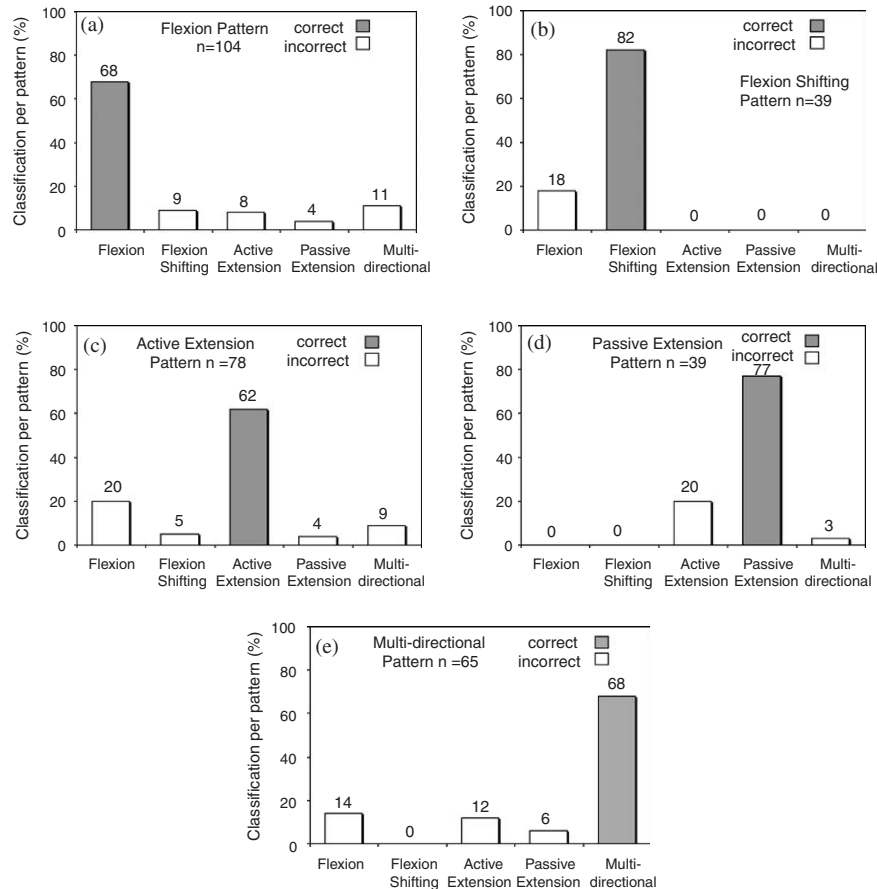 (a)
Flexion Pattern
n=104
correct
incorrect
Classification per pattern (%)
100
80
60
40
20
0
68
9
8
4
11
Flexion
Flexion
Shifting
Active
Extension
Passive
Extension
Multi-
directional
(b)
correct
incorrect
Flexion Shifting
Pattern n=39
Classification per pattern (%)
100
80
60
40
20
0
18
82
0
0
0
Flexion
Flexion
Shifting
Active
Extension
Passive
Extension
Multi-
directional
(c)
Active Extension
Pattern n =78
correct
incorrect
Classification per pattern (%)
100
80
60
40
20
0
20
5
62
4
9
Flexion
Flexion
Shifting
Active
Extension
Passive
Extension
Multi-
directional
(d)
Passive Extension
Pattern n =39
correct
incorrect
Classification per pattern (%)
100
80
60
40
20
0
0
0
20
77
3
Flexion
Flexion
Shifting
Active
Extension
Passive
Extension
Multi-
directional
(e)
Multi-directional
Pattern n =65
correct
incorrect
Classification per pattern (%)
100
80
60
40
20
0
14
0
12
6
68
Flexion
Flexion
Shifting
Active
Extension
Passive
Extension
Multi-
directional